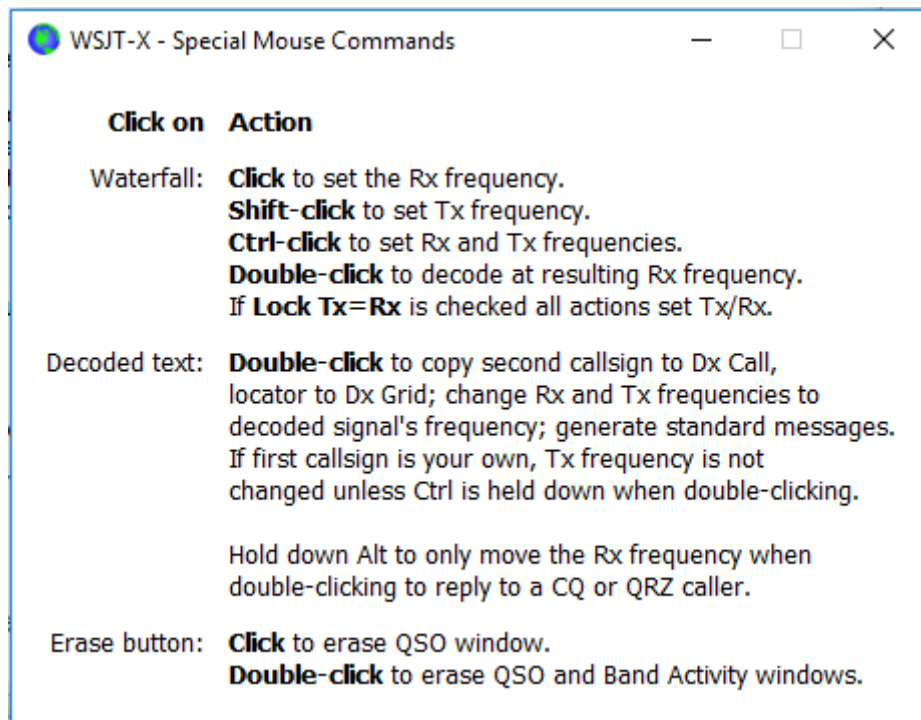 WSJT-X - Special Mouse Commands
Click on Action
Waterfall: Click to set the Rx frequency.
Shift-click to set Tx frequency.
Ctrl-click to set Rx and Tx frequencies.
Double-click to decode at resulting Rx frequency.
If Lock Tx=Rx is checked all actions set Tx/Rx.
Decoded text: Double-click to copy second callsign to Dx Call,
locator to Dx Grid; change Rx and Tx frequencies to
decoded signal's frequency; generate standard messages.
If first callsign is your own, Tx frequency is not
changed unless Ctrl is held down when double-clicking.
Hold down Alt to only move the Rx frequency when
double-clicking to reply to a CQ or QRZ caller.
Erase button: Click to erase QSO window.
Double-click to erase QSO and Band Activity windows.